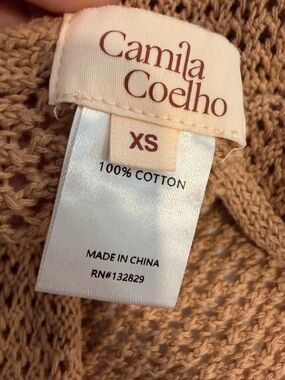 Camila
Coelho
XS
100% COTTON
MADE IN CHINA
RN#132829